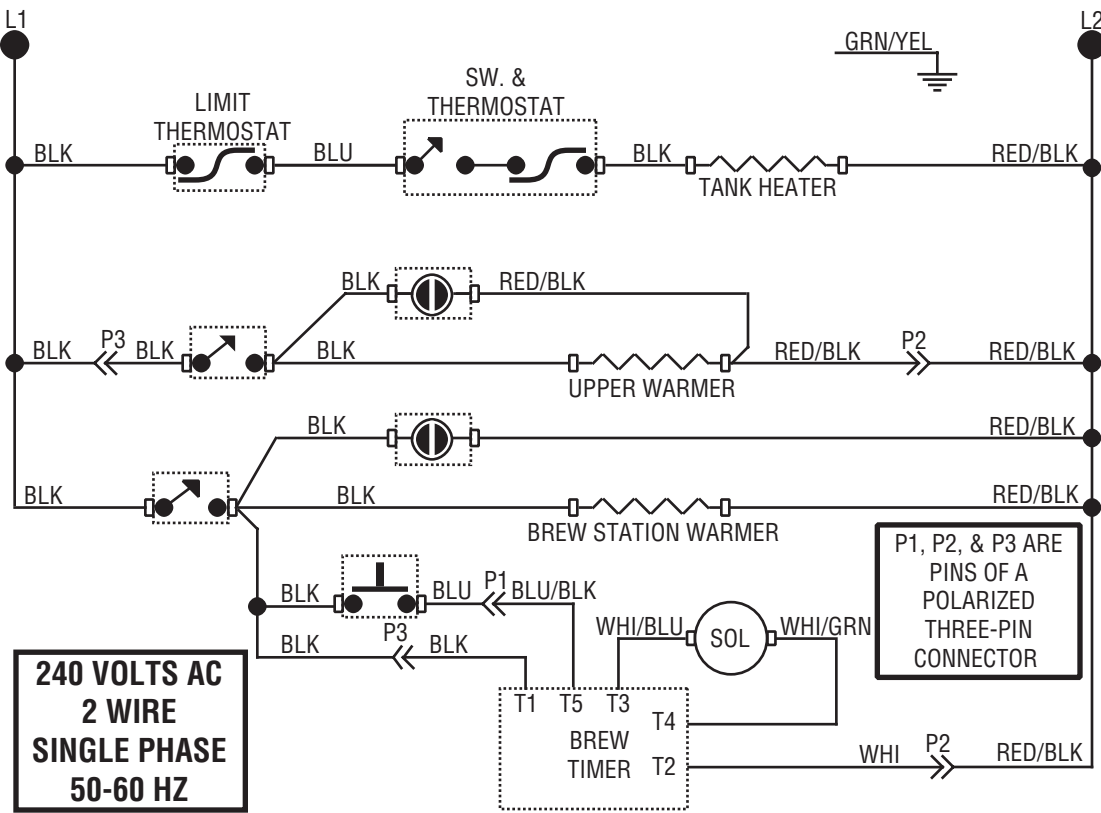 L1
L2
GRN/YEL
SW. &
THERMOSTAT
LIMIT
THERMOSTAT
BLK
BLU
BLK
RED/BLK
TANK HEATER
BLK
RED/BLK
BLK
P3
BLK
BLK
RED/BLK
P2
RED/BLK
UPPER WARMER
BLK
RED/BLK
BLK
BLK
RED/BLK
BREW STATION WARMER
P1, P2, & P3 ARE
PINS OF A
POLARIZED
THREE-PIN
CONNECTOR
BLK
BLU
P1
BLU/BLK
WHI/BLU
SOL
WHI/GRN
BLK
P3
BLK
240 VOLTS AC
2 WIRE
SINGLE PHASE
50-60 HZ
T1
T5
T3
T4
BREW
TIMER
T2
WHI
P2
RED/BLK